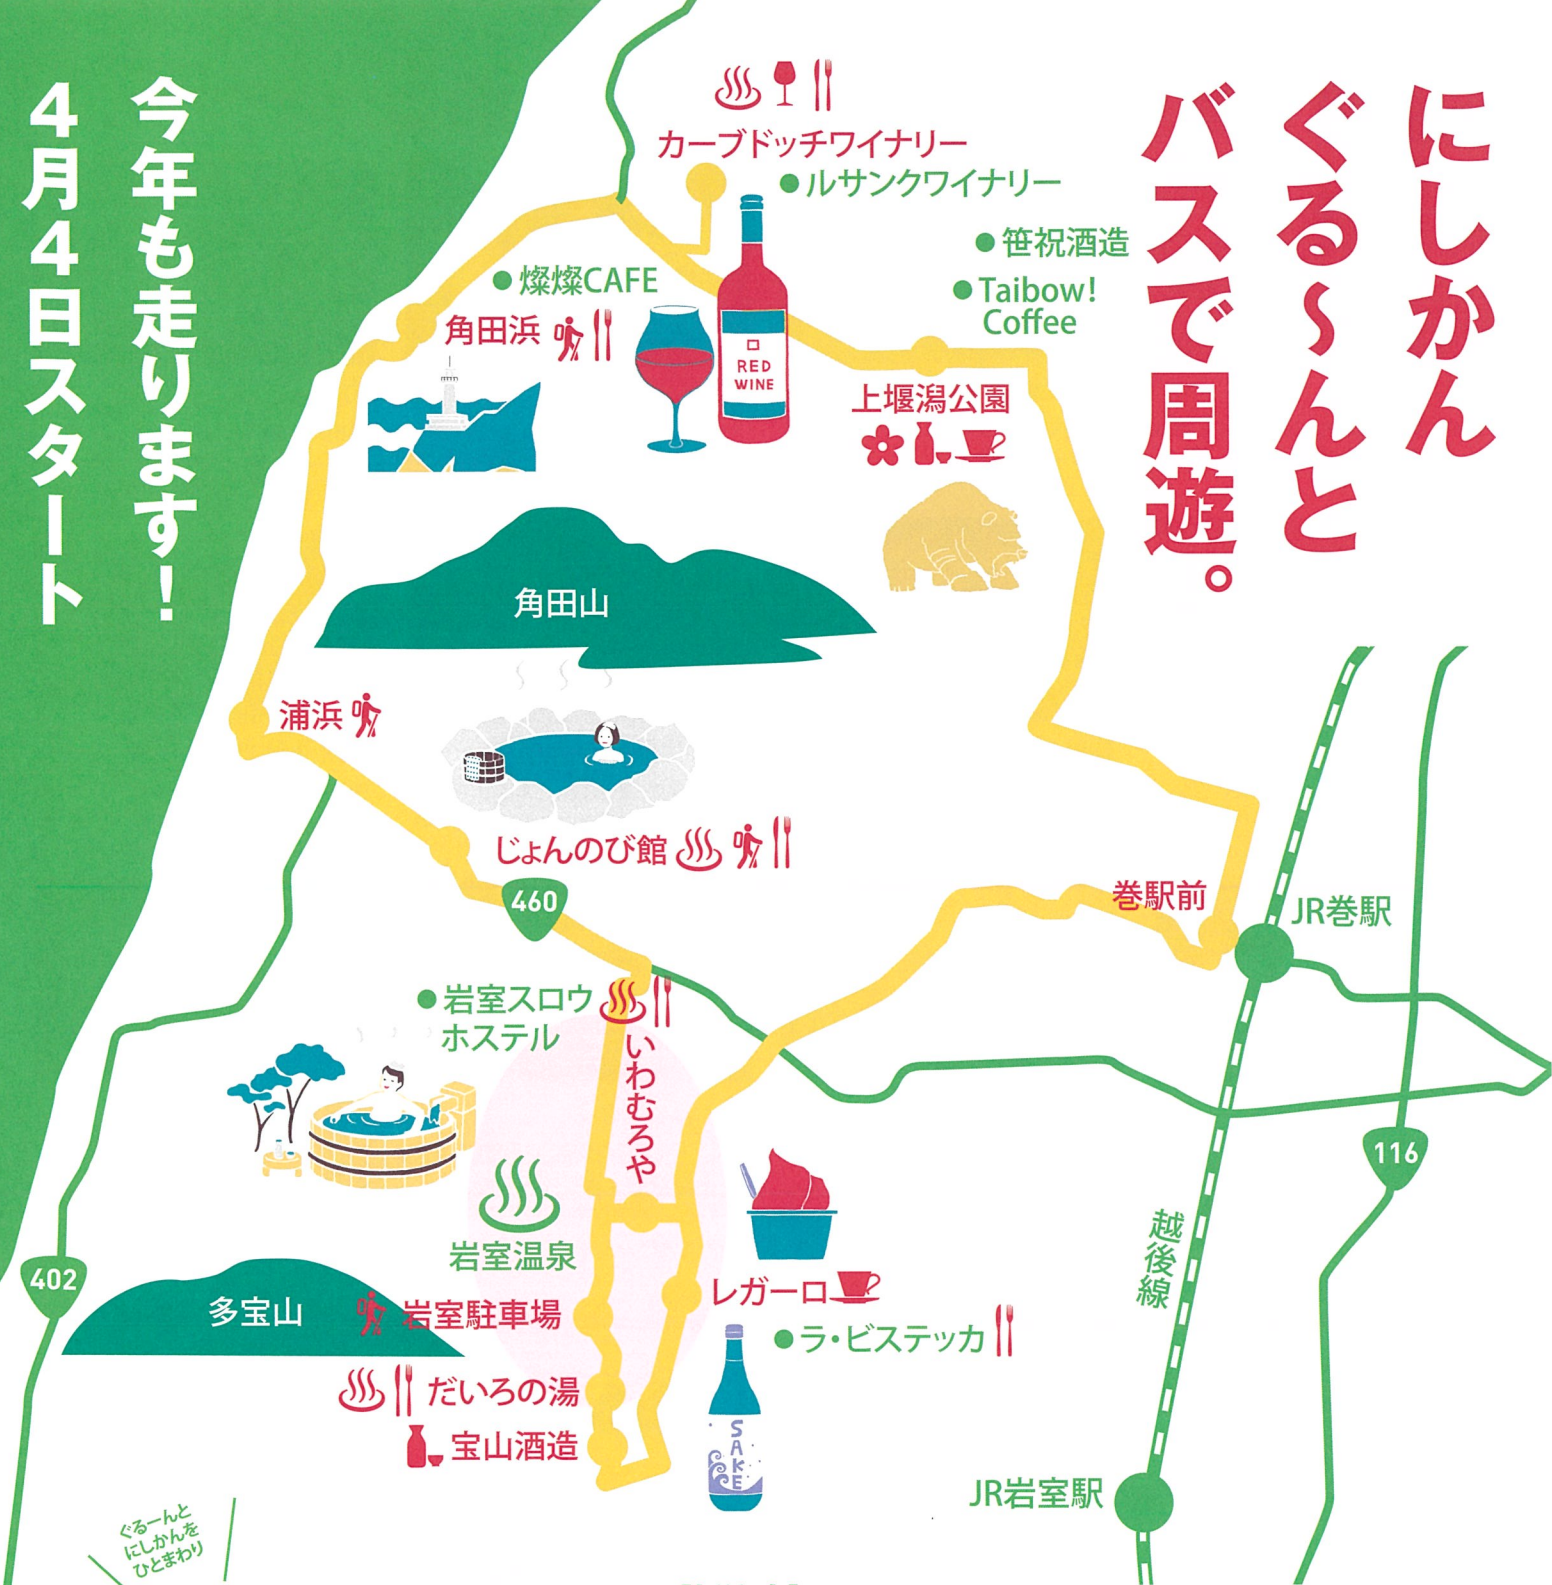 にしかん
ぐる〜んと
バスで周遊。
今年も走ります！
4月4日スタート
カーブドッチワイナリー
ルサンクワイナリー
笹祝酒造
Taibow!
Coffee
燦燦CAFE
角田浜
RED
WINE
上堰潟公園
角田山
浦浜
じょんのび館
460
巻駅前
JR巻駅
岩室スロウ
ホステル
いわむろや
116
岩室温泉
越後線
402
多宝山
岩室駐車場
レガーロ
ラ・ビステッカ
だいろの湯
宝山酒造
SAKE
JR岩室駅
ぐるーんと
にしかんを
ひとまわり